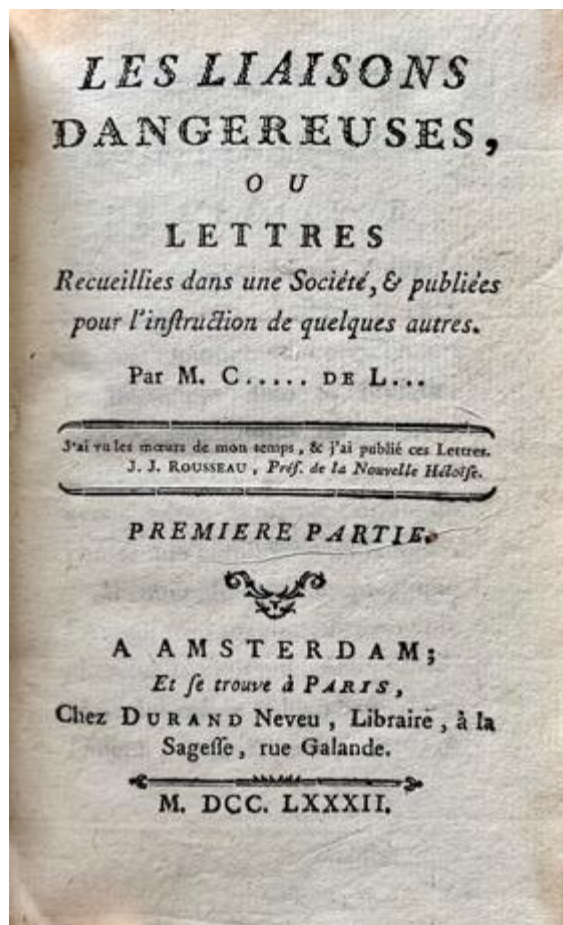 LES LIAISONS
DANGEREUSES,
OU
LETTRES
Recueillies dans une Société, & publiées
pour l'inſtruction de quelques autres.
Par M. C..... DE L...
J'ai vu les mœurs de mon temps, & j'ai publié ces Lettres.
J. J. ROUSSEAU, Préf. de la Nouvelle Héloïſe.
PREMIERE PARTIE.
A AMSTERDAM;
Et ſe trouve à PARIS,
Chez DURAND Neveu, Libraire, à la
Sageſſe, rue Galande.
M. DCC. LXXXII.